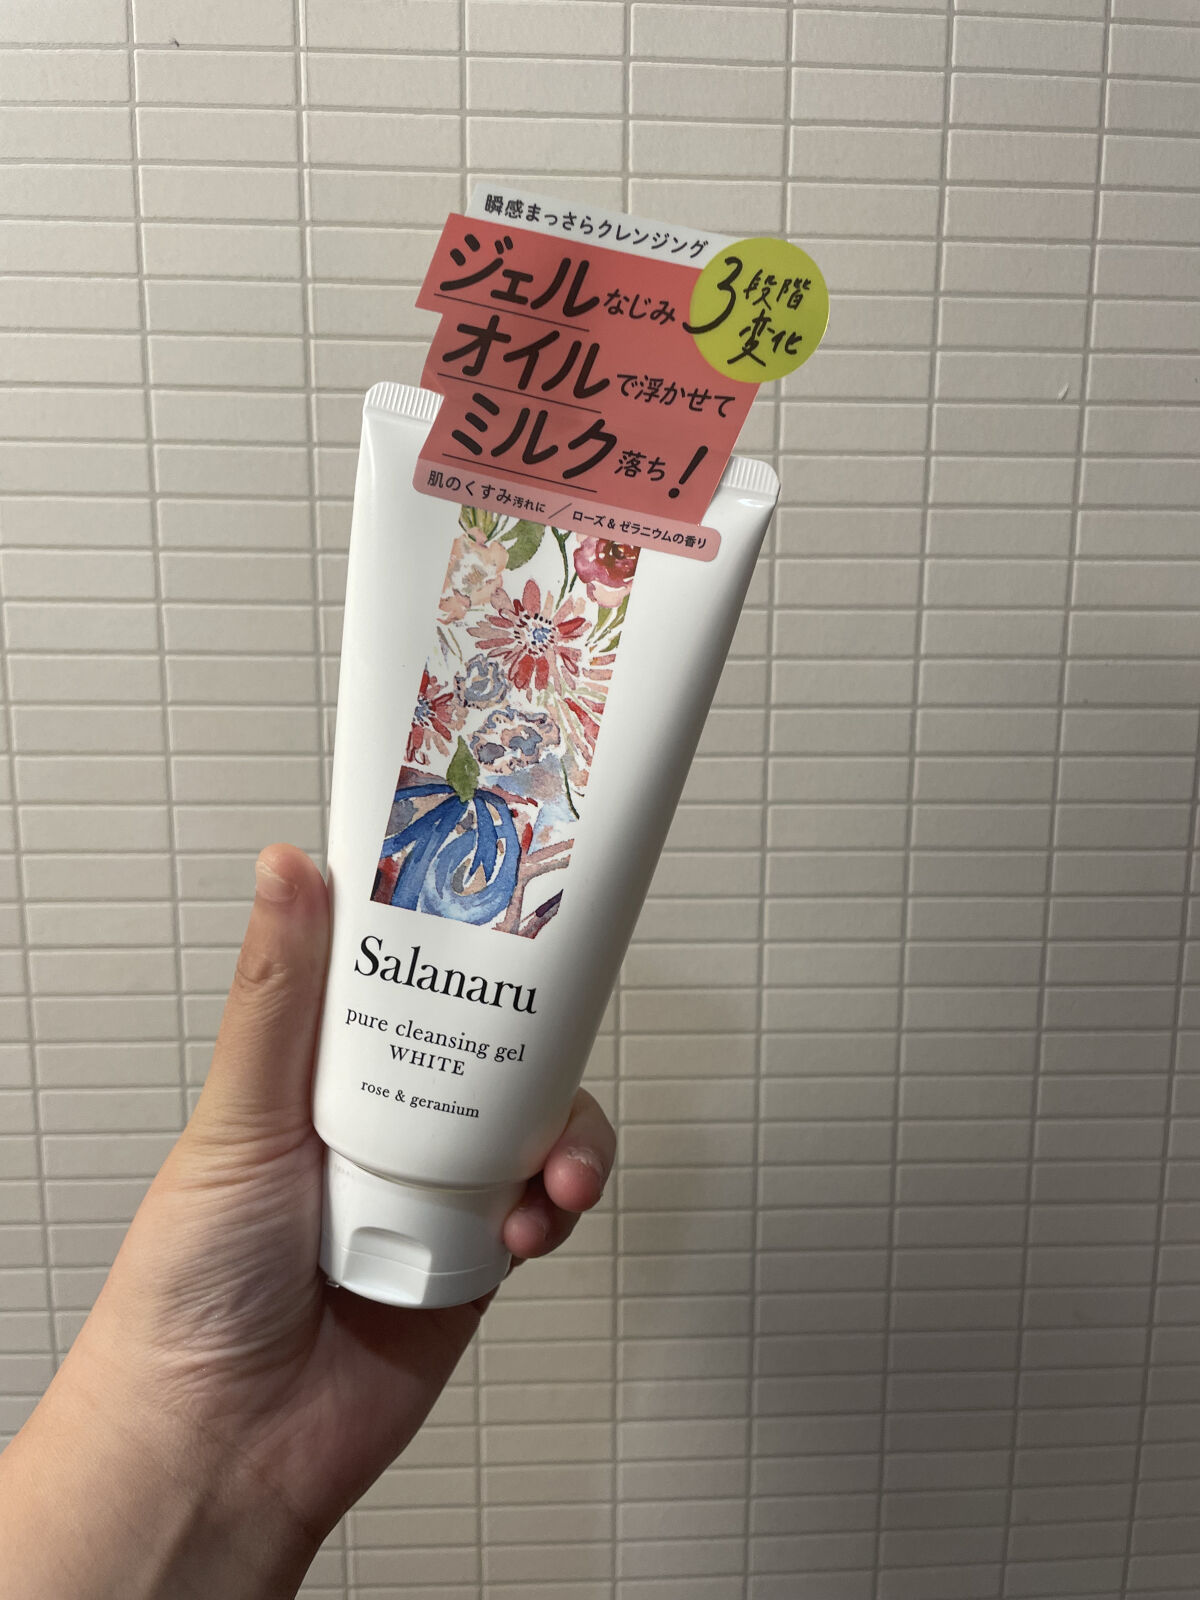 瞬感まっさらクレンジング
ジェルなじみ
オイルで浮かせて
ミルク落ち!
3段階
変化
肌のくすみ汚れに／ローズ&ゼラニウムの香り
Salanaru
pure cleansing gel
WHITE
rose & geranium